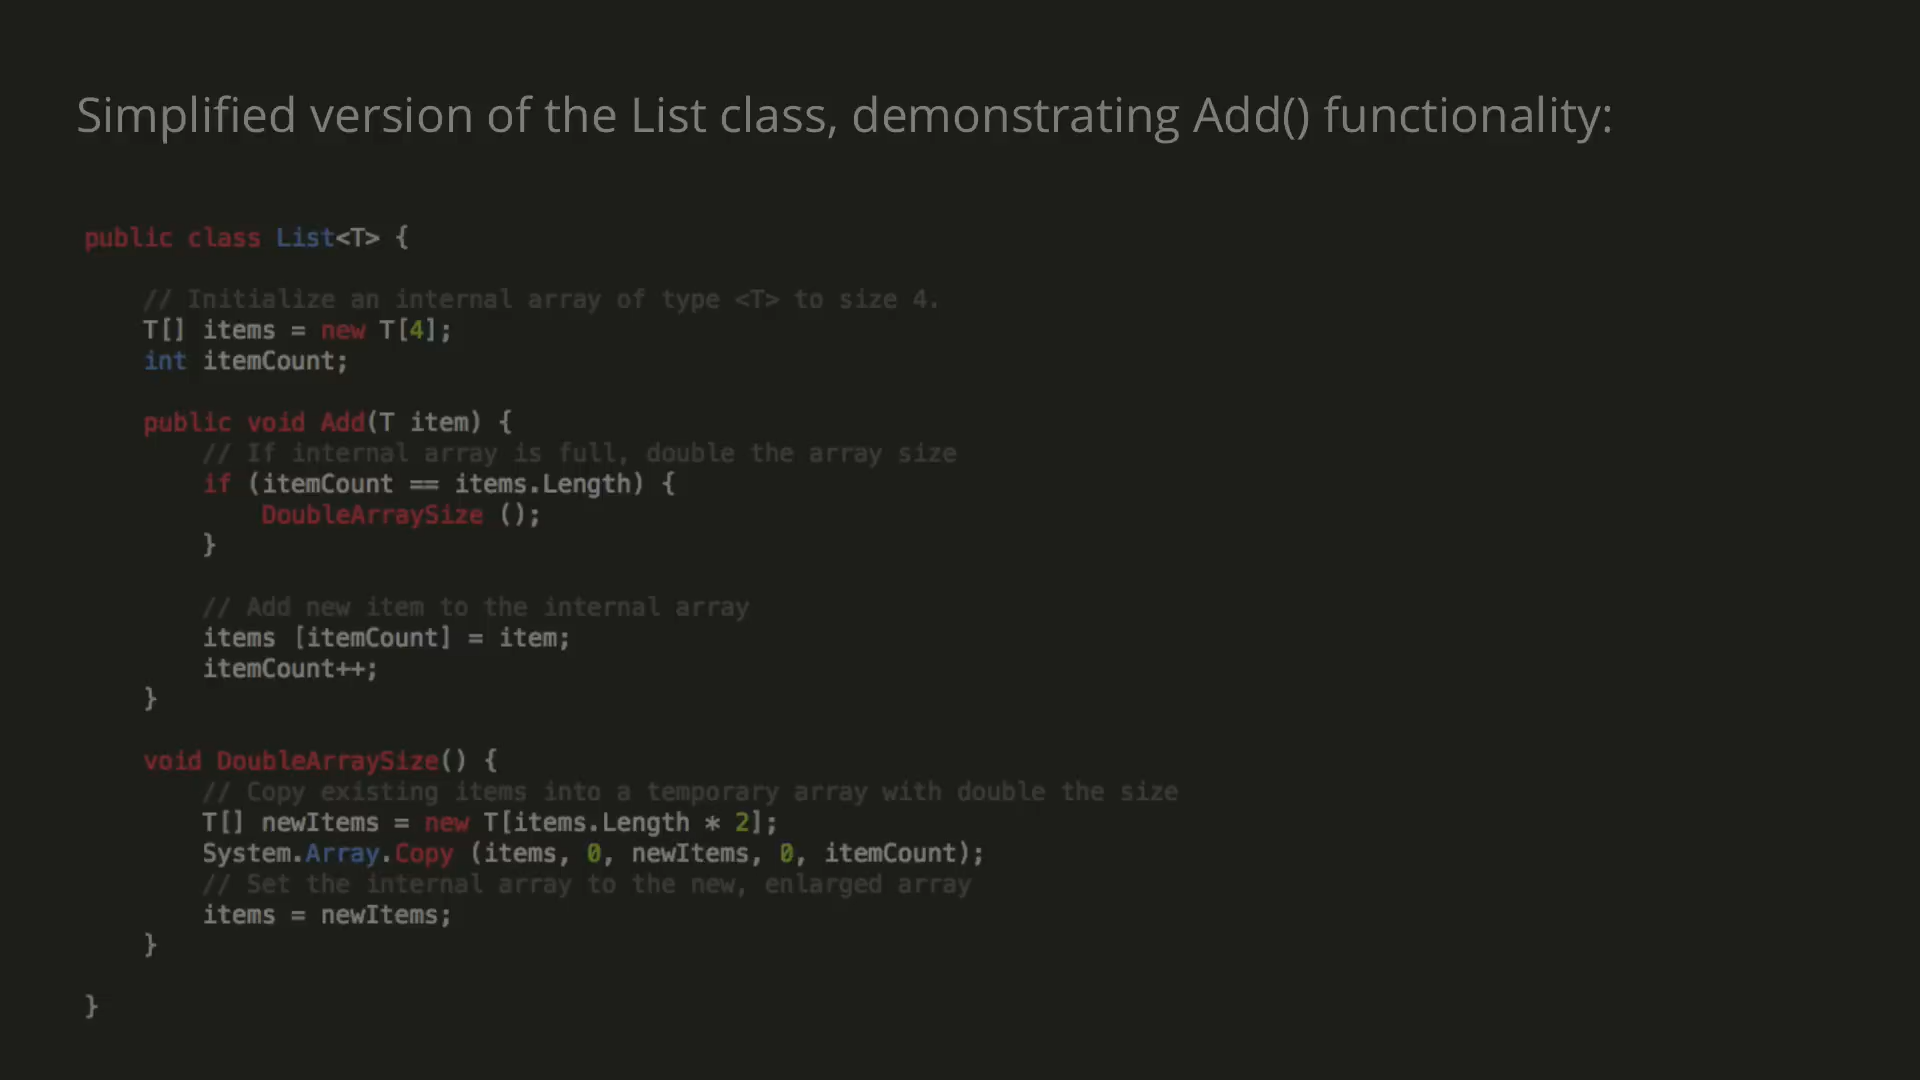 Simplified version of the List class, demonstrating Add() functionality:
public class List<T> {
// Initialize an internal array of type <T> to size 4.
T[] items = new T[4];
int itemCount;
public void Add(T item) {
// If internal array is full, double the array size
if (itemCount == items.Length) {
DoubleArraySize ();
}
// Add new item to the internal array
items [itemCount] = item;
itemCount++;
}
void DoubleArraySize() {
// Copy existing items into a temporary array with double the size
T[] newItems = new T[items.Length * 2];
System.Array.Copy (items, 0, newItems, 0, itemCount);
// Set the internal array to the new, enlarged array
items = newItems;
}
}